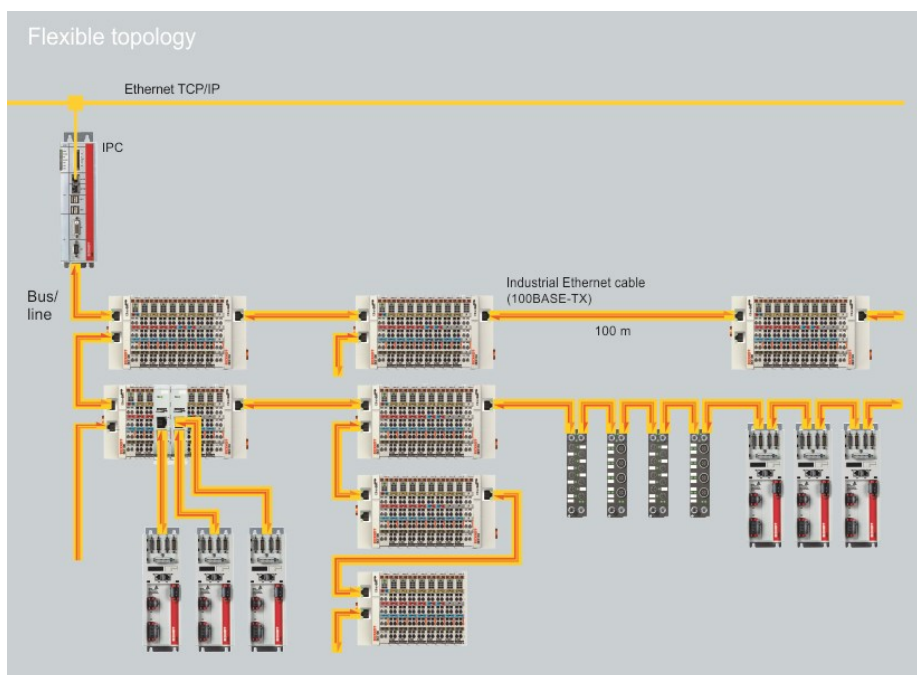 Flexible topology
Ethernet TCP/IP
IPC
Bus/
line
Industrial Ethernet cable
(100BASE-TX)
100 m